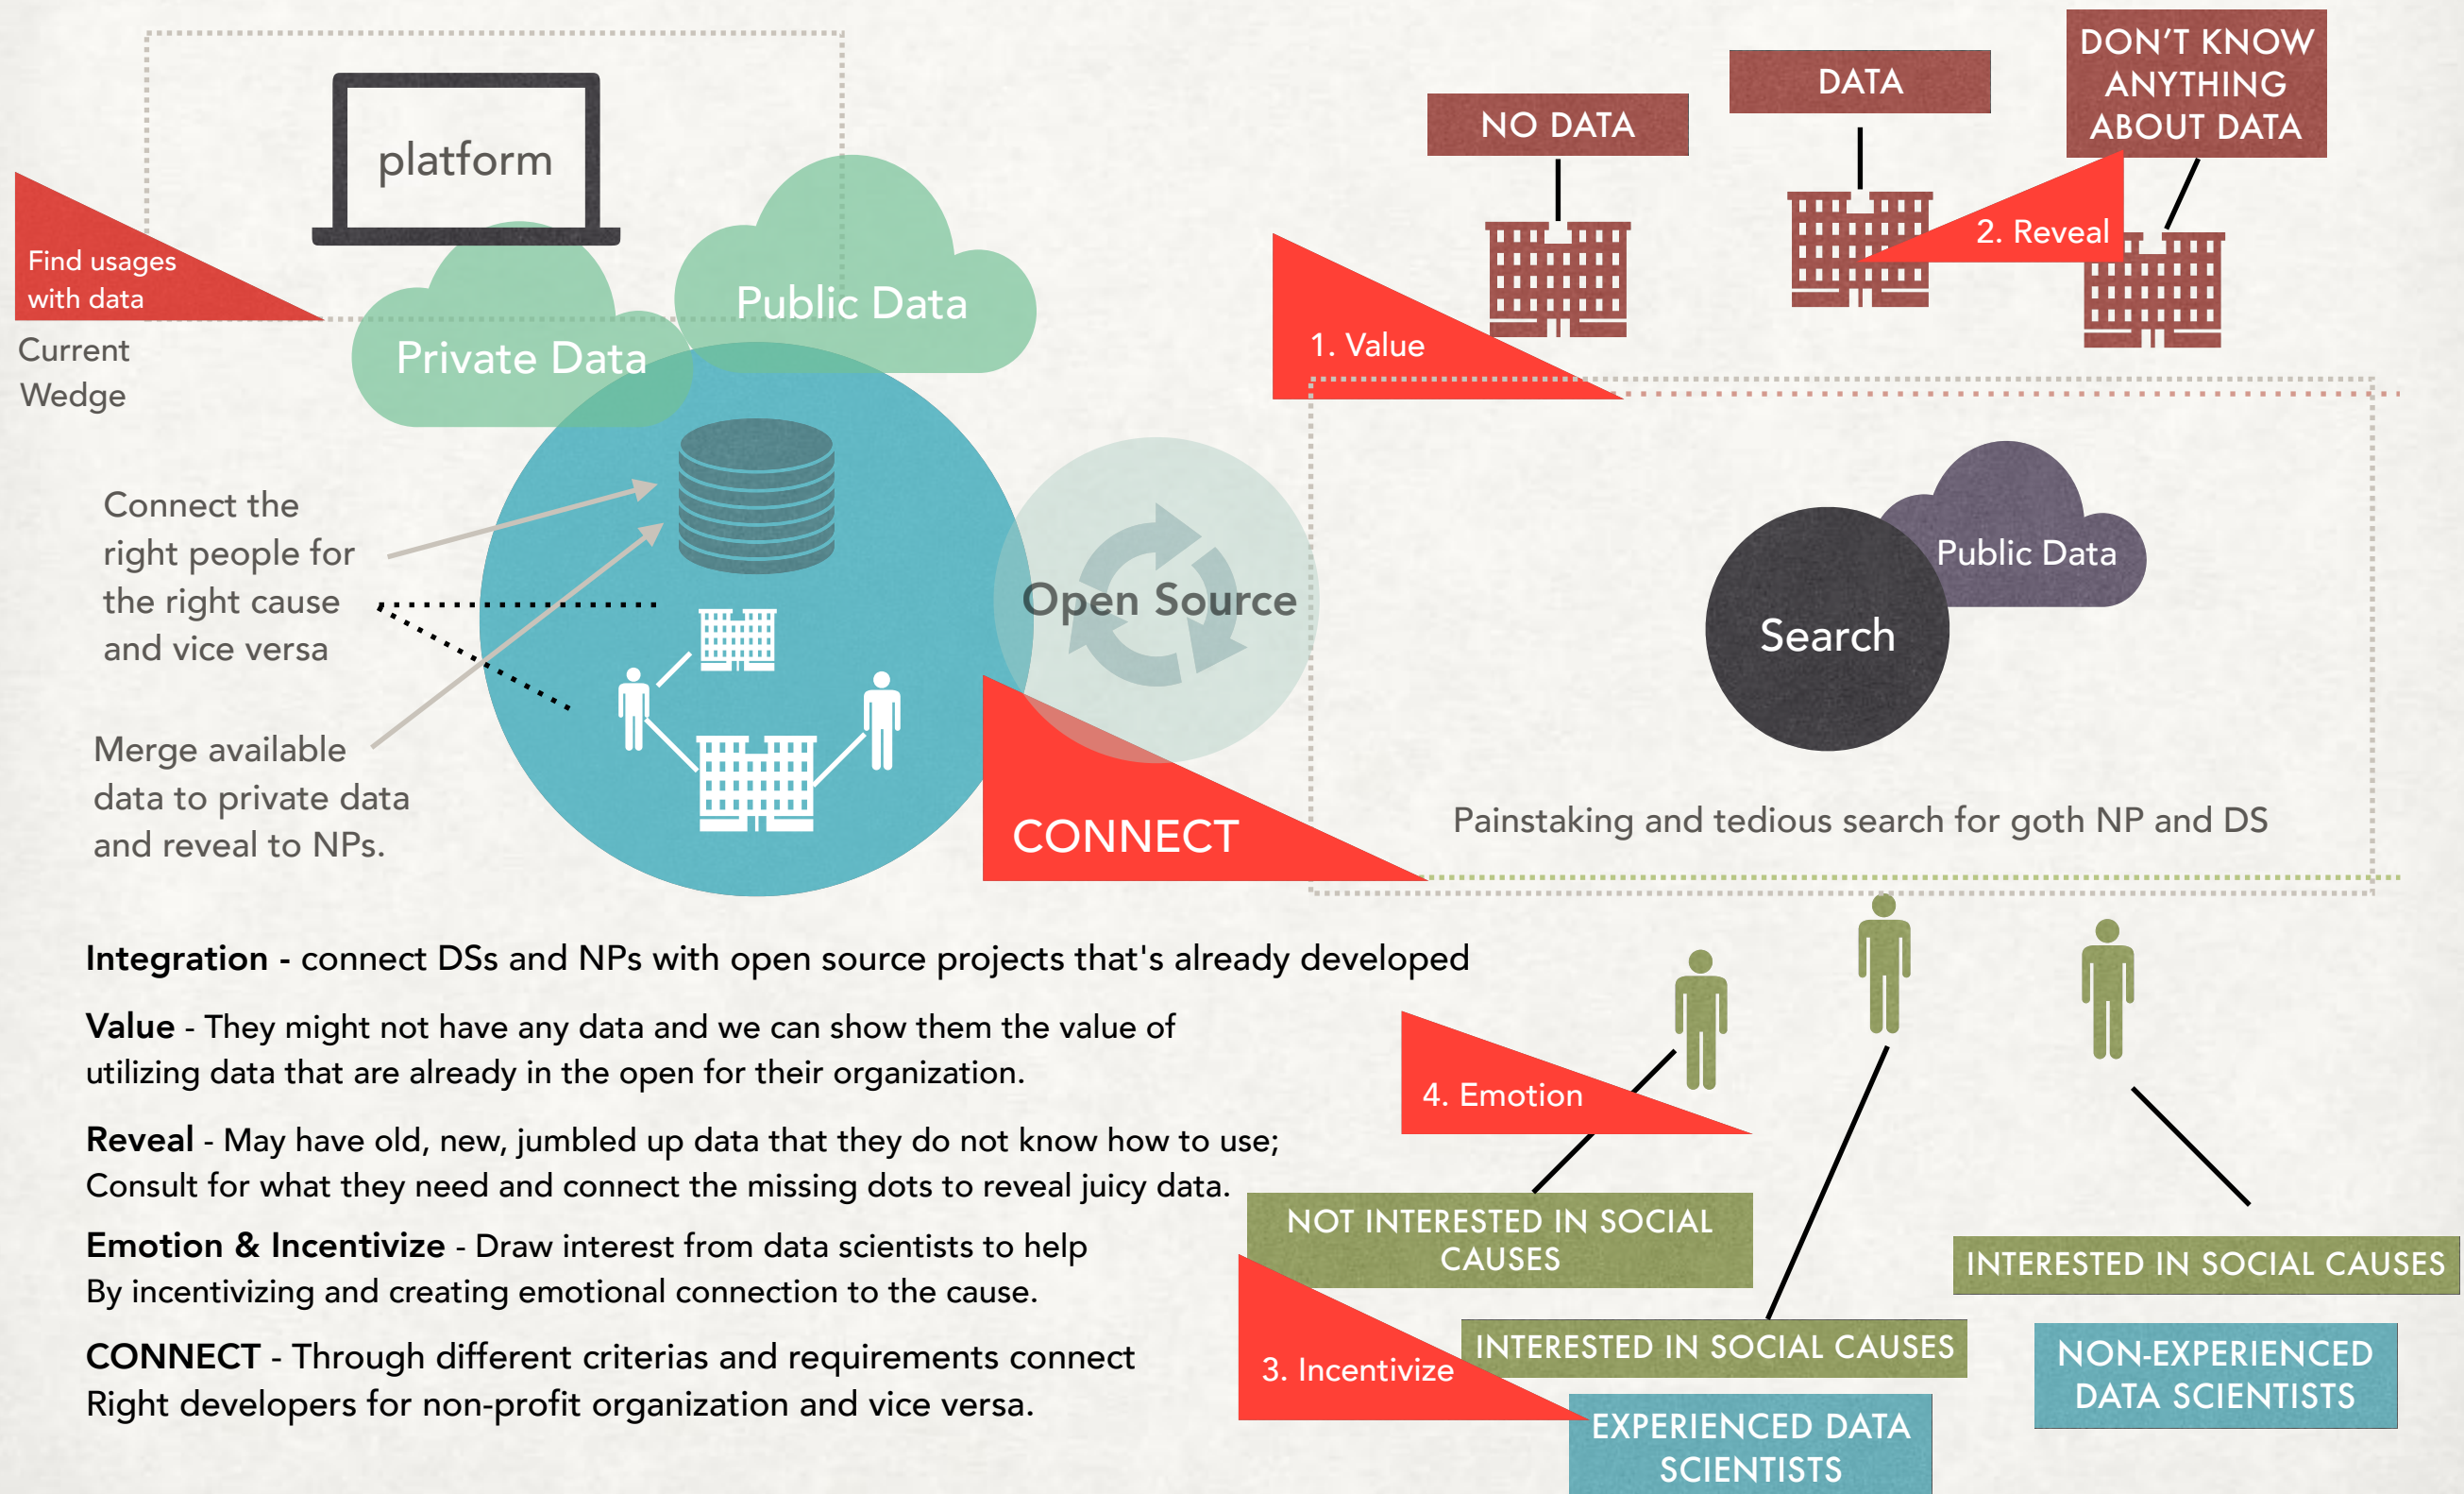 platform
Find usages
with data
Current
Wedge
Private Data
Public Data
Connect the
right people for
the right cause
and vice versa
Merge available
data to private data
and reveal to NPs.
Open Source
CONNECT
NO DATA
DATA
DON'T KNOW
ANYTHING
ABOUT DATA
1. Value
2. Reveal
Search
Public Data
Painstaking and tedious search for goth NP and DS
Integration - connect DSs and NPs with open source projects that's already developed
Value - They might not have any data and we can show them the value of
utilizing data that are already in the open for their organization.
Reveal - May have old, new, jumbled up data that they do not know how to use;
Consult for what they need and connect the missing dots to reveal juicy data.
Emotion & Incentivize - Draw interest from data scientists to help
By incentivizing and creating emotional connection to the cause.
CONNECT - Through different criterias and requirements connect
Right developers for non-profit organization and vice versa.
4. Emotion
NOT INTERESTED IN SOCIAL
CAUSES
3. Incentivize
INTERESTED IN SOCIAL CAUSES
EXPERIENCED DATA
SCIENTISTS
INTERESTED IN SOCIAL CAUSES
NON-EXPERIENCED
DATA SCIENTISTS